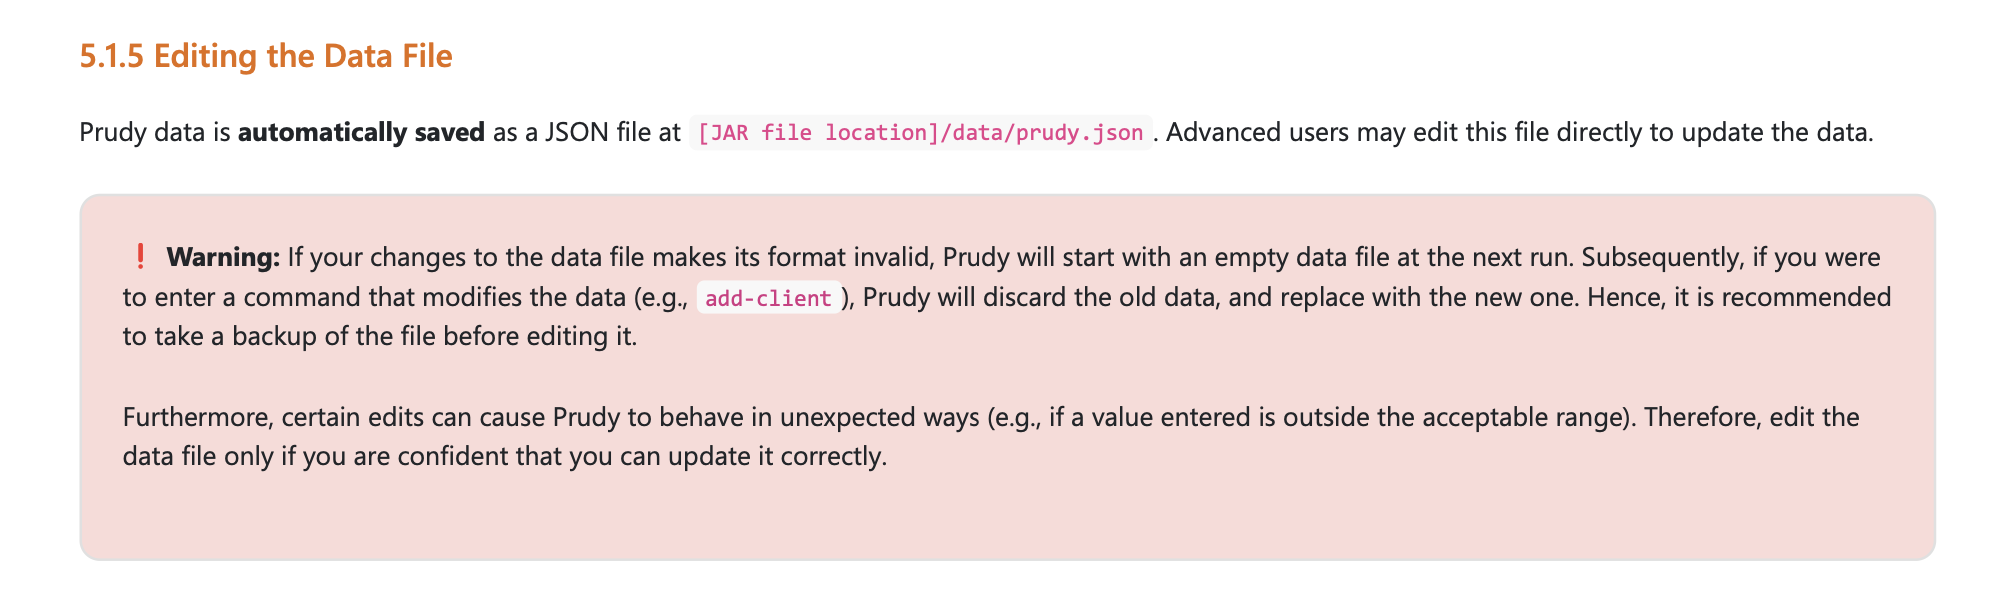 5.1.5 Editing the Data File
Prudy data is automatically saved as a JSON file at [JAR file location]/data/prudy.json. Advanced users may edit this file directly to update the data.
❗ Warning: If your changes to the data file makes its format invalid, Prudy will start with an empty data file at the next run. Subsequently, if you were
to enter a command that modifies the data (e.g., add-client), Prudy will discard the old data, and replace with the new one. Hence, it is recommended
to take a backup of the file before editing it.
Furthermore, certain edits can cause Prudy to behave in unexpected ways (e.g., if a value entered is outside the acceptable range). Therefore, edit the
data file only if you are confident that you can update it correctly.